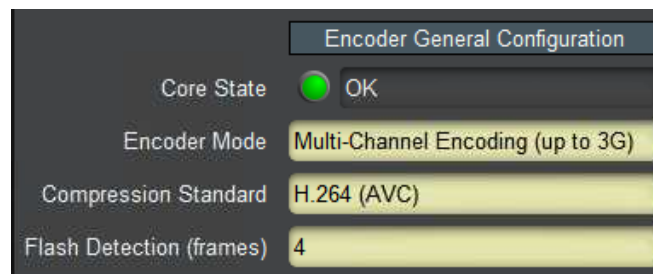 Encoder General Configuration
Core State OK
Encoder Mode Multi-Channel Encoding (up to 3G)
Compression Standard H.264 (AVC)
Flash Detection (frames) 4